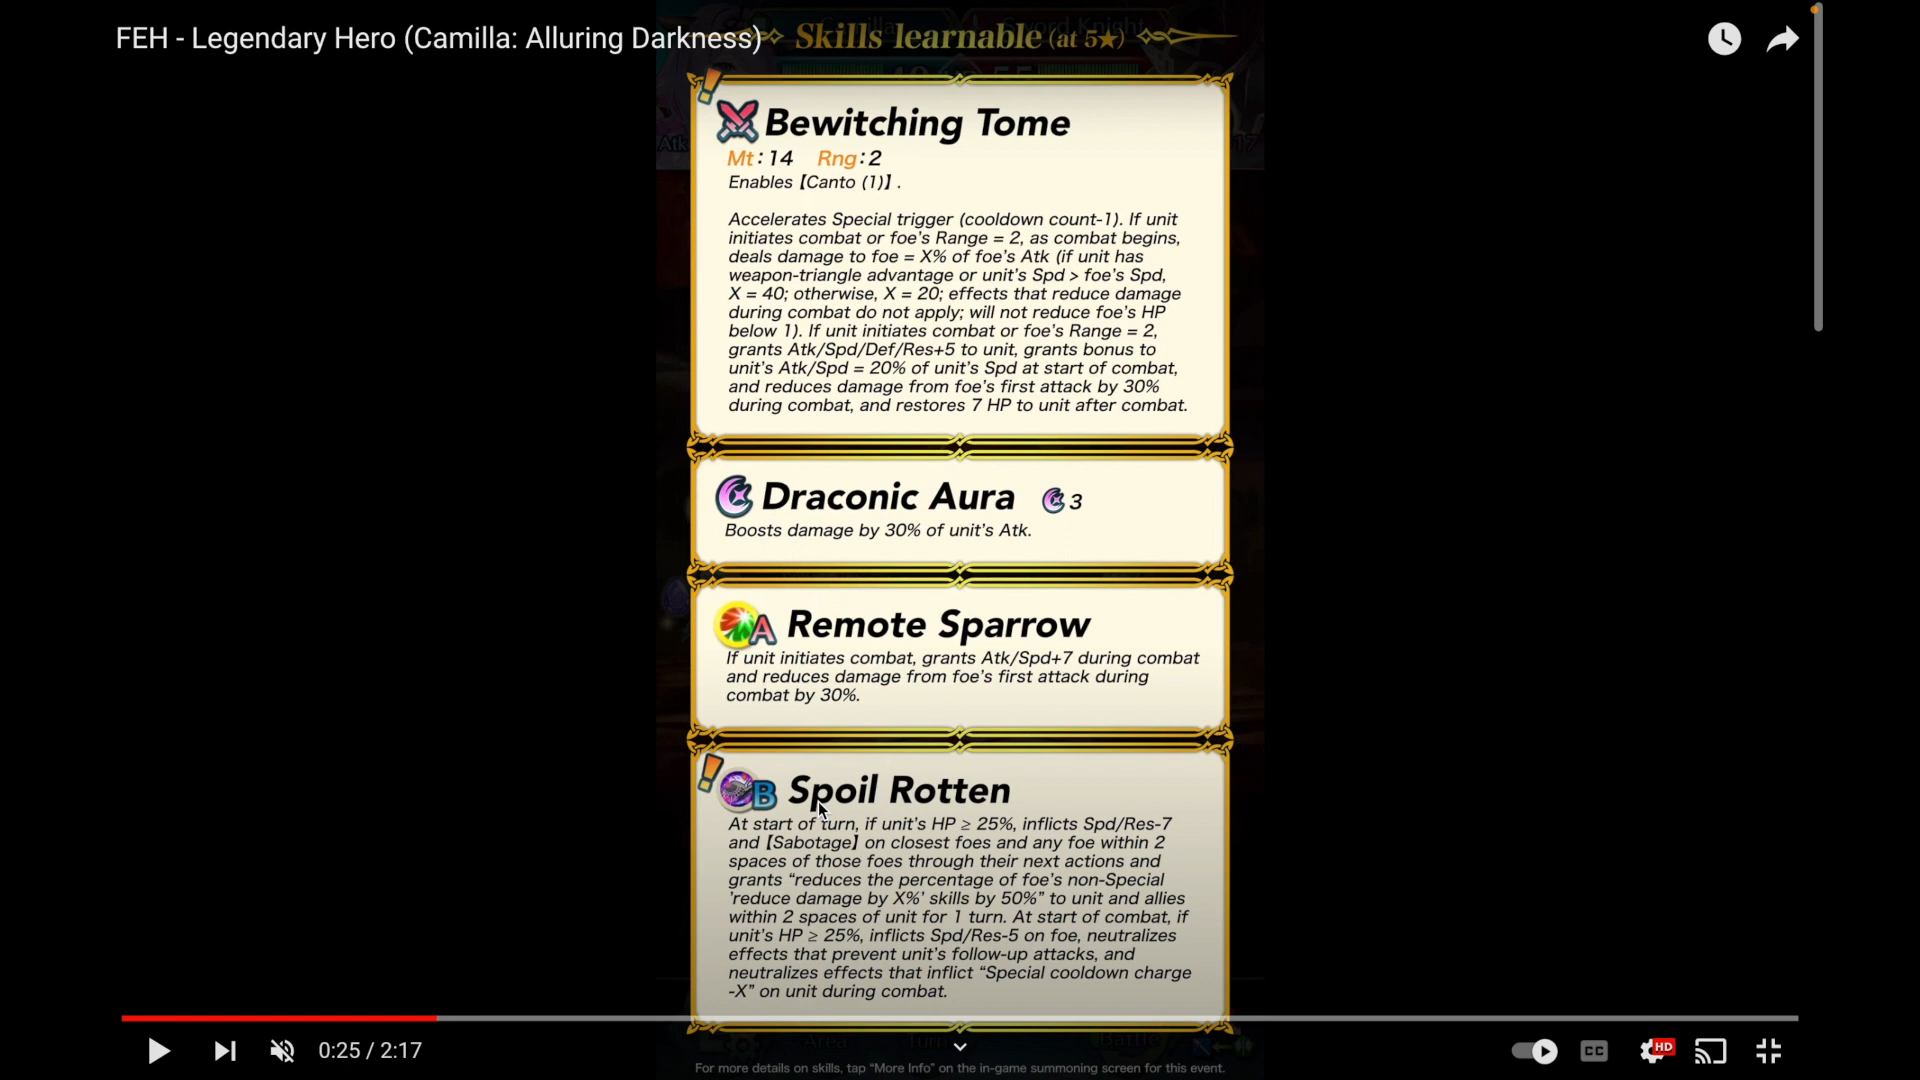 FEH - Legendary Hero (Camilla: Alluring Darkness)
Skills learnable (at 5★)
Bewitching Tome
Mt:14 Rng:2
Enables【Canto (1)】.
Accelerates Special trigger (cooldown count-1). If unit
initiates combat or foe's Range = 2, as combat begins,
deals damage to foe = X% of foe's Atk (if unit has
weapon-triangle advantage or unit's Spd > foe's Spd,
X = 40; otherwise, X = 20; effects that reduce damage
during combat do not apply; will not reduce foe's HP
below 1). If unit initiates combat or foe's Range = 2,
grants Atk/Spd/Def/Res+5 to unit, grants bonus to
unit's Atk/Spd = 20% of unit's Spd at start of combat,
and reduces damage from foe's first attack by 30%
during combat, and restores 7 HP to unit after combat.
Draconic Aura 3
Boosts damage by 30% of unit's Atk.
A Remote Sparrow
If unit initiates combat, grants Atk/Spd+7 during combat
and reduces damage from foe's first attack during
combat by 30%.
B Spoil Rotten
At start of turn, if unit's HP ≥ 25%, inflicts Spd/Res-7
and【Sabotage】on closest foes and any foe within 2
spaces of those foes through their next actions and
grants “reduces the percentage of foe's non-Special
'reduce damage by X%' skills by 50%” to unit and allies
within 2 spaces of unit for 1 turn. At start of combat, if
unit's HP ≥ 25%, inflicts Spd/Res-5 on foe, neutralizes
effects that prevent unit's follow-up attacks, and
neutralizes effects that inflict “Special cooldown charge
-X” on unit during combat.
0:25 / 2:17
CC
HD
For more details on skills, tap “More Info” on the in-game summoning screen for this event.